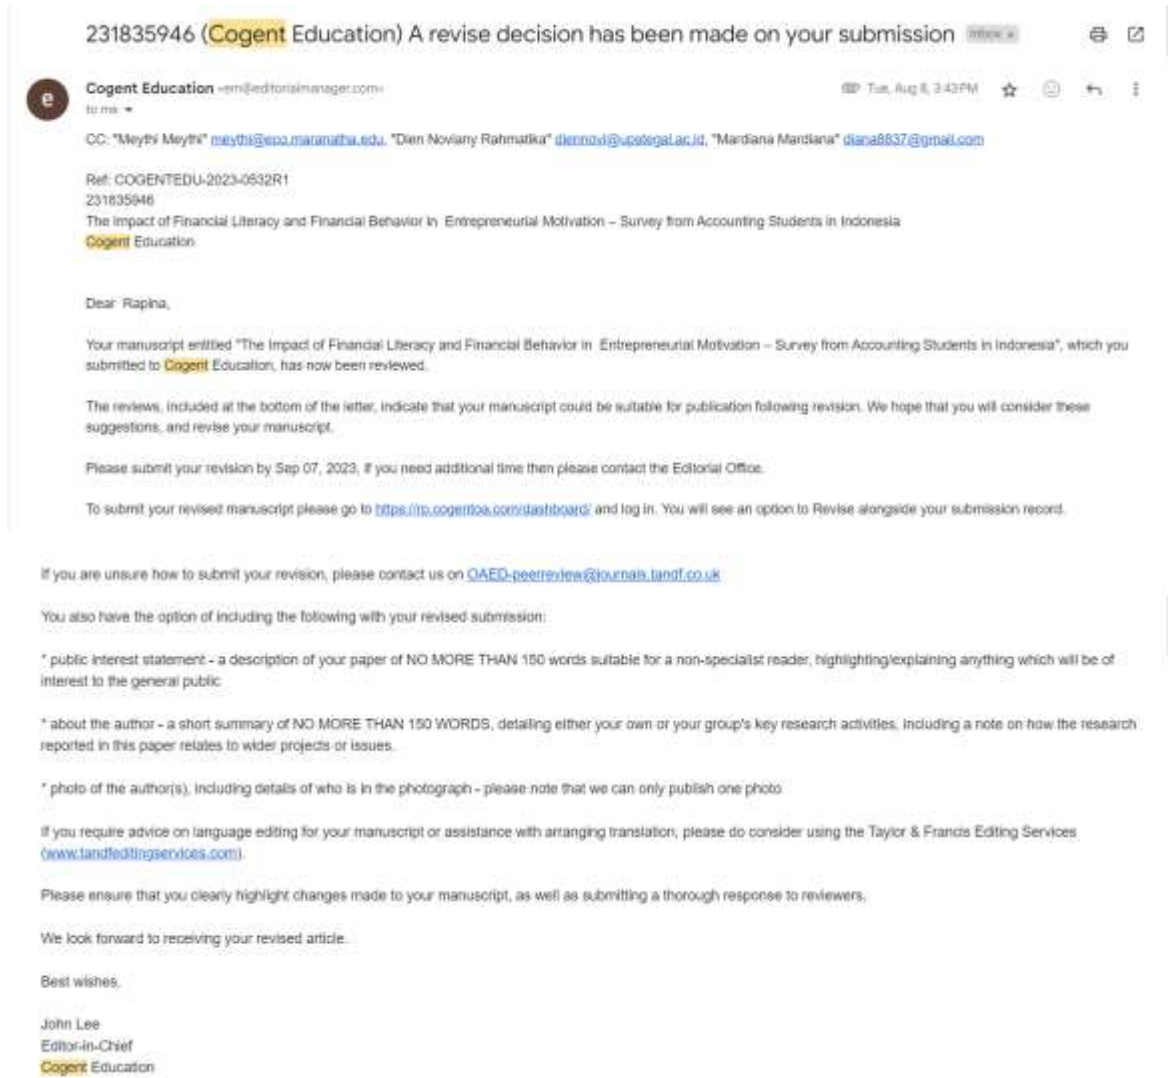 231835946 (Cogent Education) A revise decision has been made on your submission Inbox x
e
Cogent Education <em@editorialmanager.com> Tue, Aug 8, 3:43 PM
to me
CC: "Meythi Meythi" meythi@eco.maranatha.edu, "Dien Noviany Rahmatika" diennovi@upstegal.ac.id, "Mardiana Mardiana" diana8837@gmail.com
Ref: COGENTEDU-2023-0532R1
231835946
The Impact of Financial Literacy and Financial Behavior in Entrepreneurial Motivation – Survey from Accounting Students in Indonesia
Cogent Education
Dear Rapina,
Your manuscript entitled "The Impact of Financial Literacy and Financial Behavior in Entrepreneurial Motivation – Survey from Accounting Students in Indonesia", which you
submitted to Cogent Education, has now been reviewed.
The reviews, included at the bottom of the letter, indicate that your manuscript could be suitable for publication following revision. We hope that you will consider these
suggestions, and revise your manuscript.
Please submit your revision by Sep 07, 2023, if you need additional time then please contact the Editorial Office.
To submit your revised manuscript please go to https://rp.cogentoa.com/dashboard/ and log in. You will see an option to Revise alongside your submission record.
If you are unsure how to submit your revision, please contact us on OAED-peerreview@journals.tandf.co.uk
You also have the option of including the following with your revised submission:
* public interest statement - a description of your paper of NO MORE THAN 150 words suitable for a non-specialist reader, highlighting/explaining anything which will be of
interest to the general public
* about the author - a short summary of NO MORE THAN 150 WORDS, detailing either your own or your group's key research activities, including a note on how the research
reported in this paper relates to wider projects or issues.
* photo of the author(s), including details of who is in the photograph - please note that we can only publish one photo
If you require advice on language editing for your manuscript or assistance with arranging translation, please do consider using the Taylor & Francis Editing Services
(www.tandfeditingservices.com).
Please ensure that you clearly highlight changes made to your manuscript, as well as submitting a thorough response to reviewers.
We look forward to receiving your revised article.
Best wishes,
John Lee
Editor-in-Chief
Cogent Education